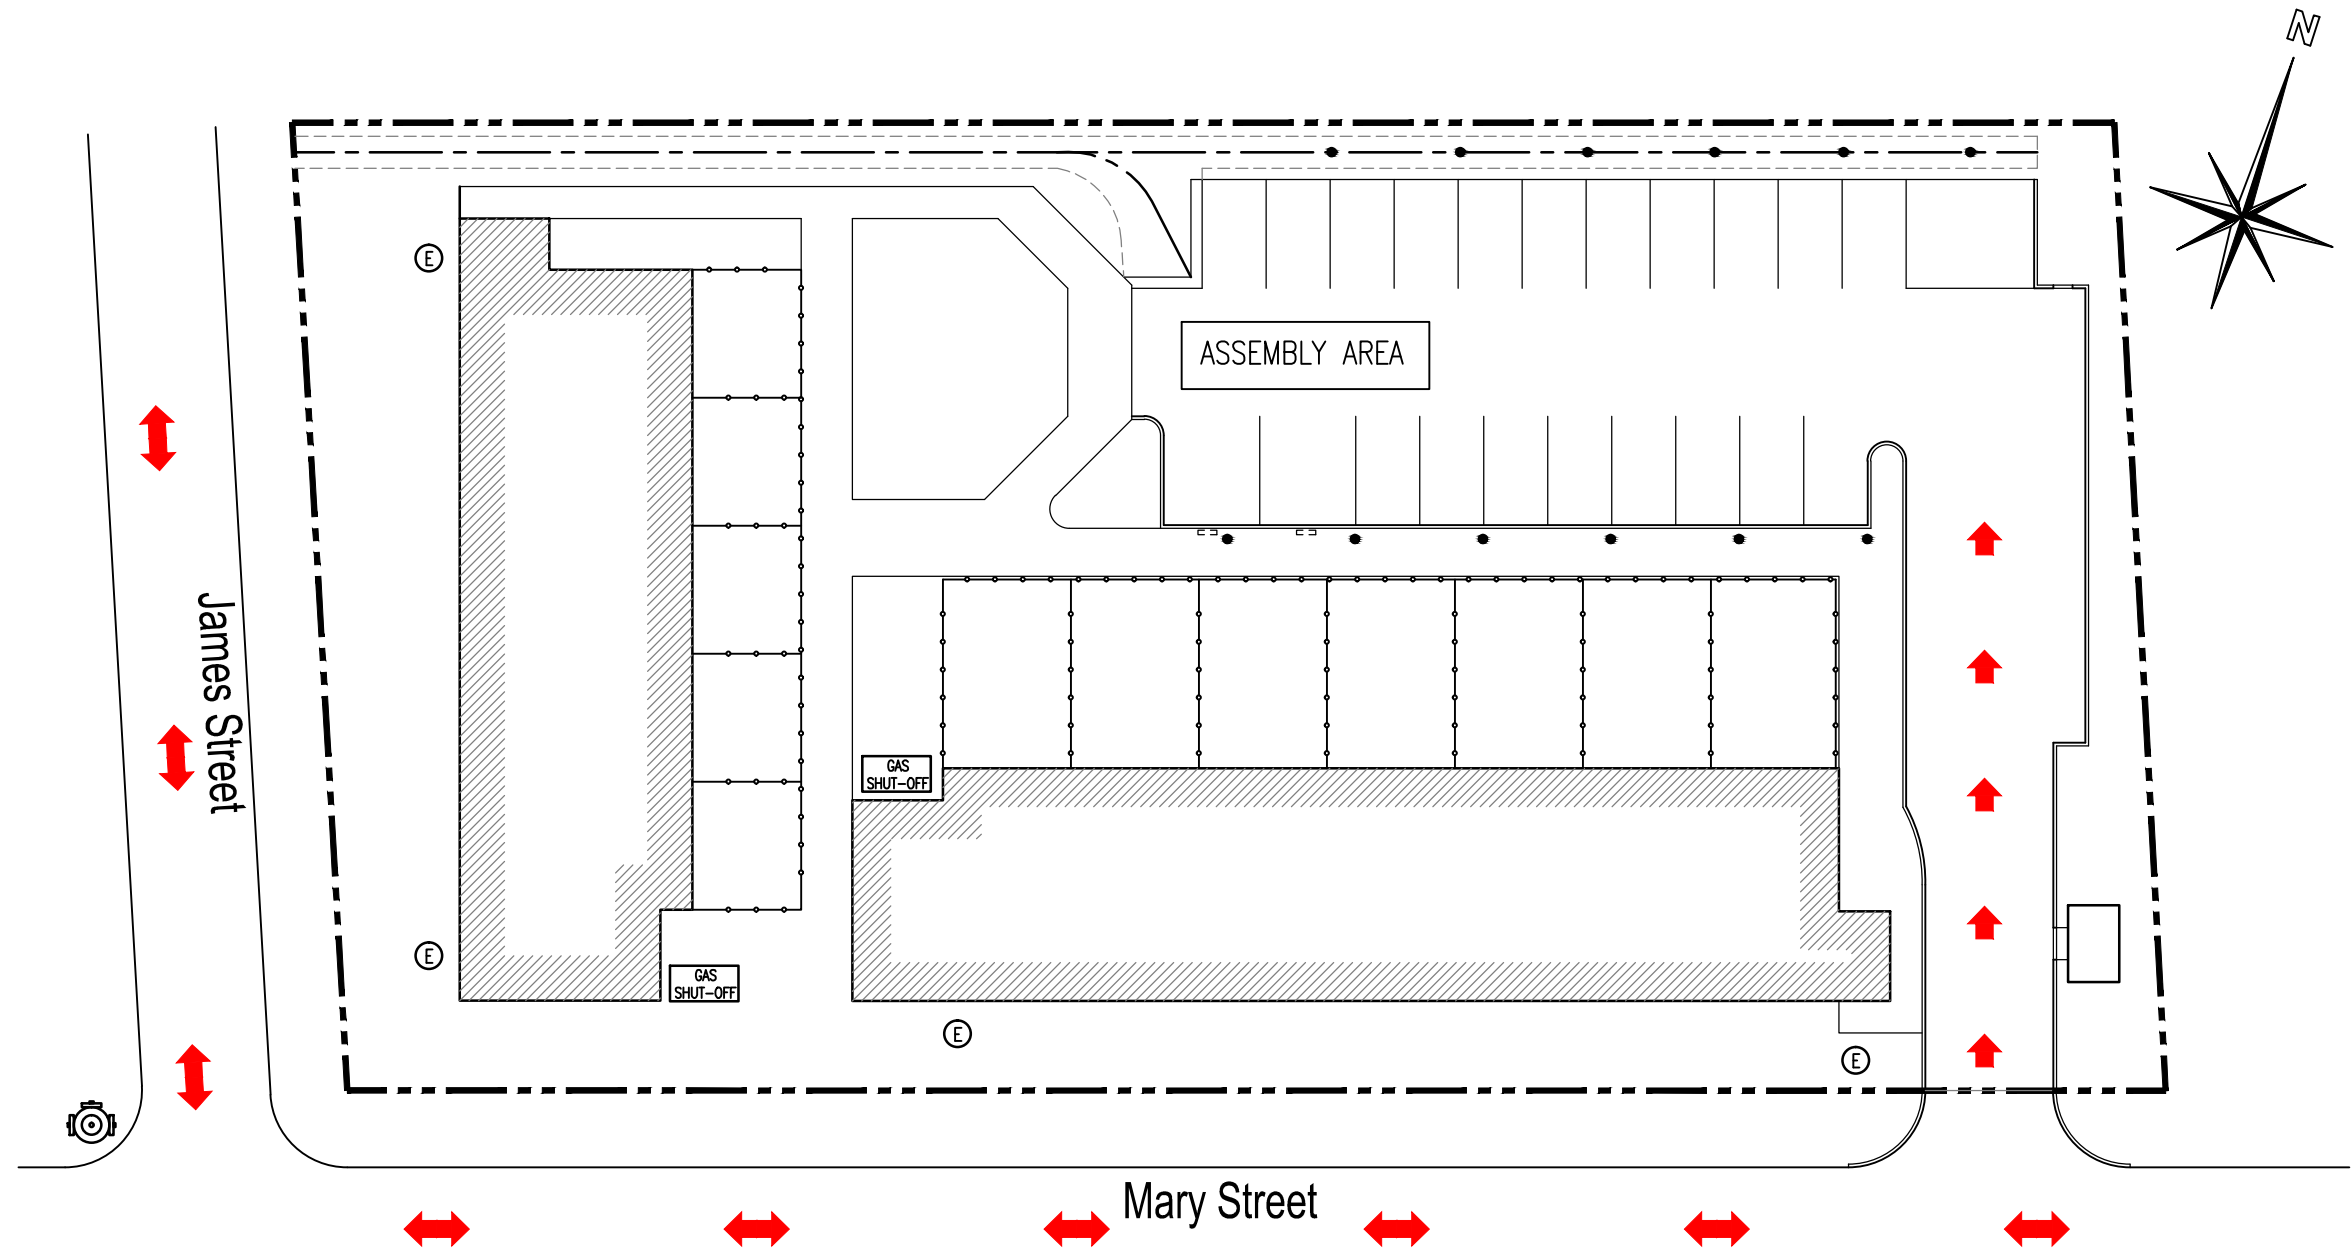 N
E
ASSEMBLY AREA
James Street
GAS
SHUT-OFF
E
GAS
SHUT-OFF
E
E
Mary Street